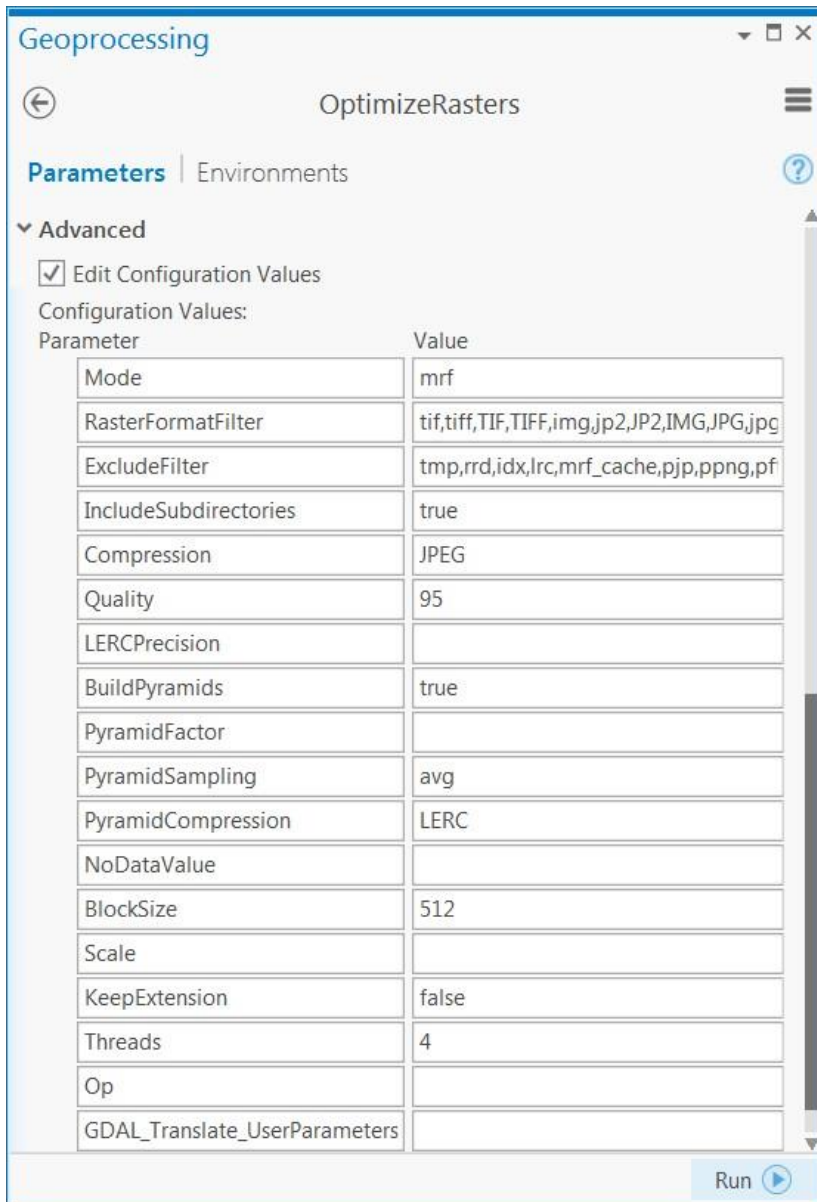 Geoprocessing
OptimizeRasters
Parameters | Environments
?
Advanced
Edit Configuration Values
Configuration Values:
Parameter Value
Mode mrf
RasterFormatFilter tif,tiff,TIF,TIFF,img,jp2,JP2,IMG,JPG,jpg
ExcludeFilter tmp,rrd,idx,lrc,mrf_cache,pjp,ppng,pf
IncludeSubdirectories true
Compression JPEG
Quality 95
LERCPrecision
BuildPyramids true
PyramidFactor
PyramidSampling avg
PyramidCompression LERC
NoDataValue
BlockSize 512
Scale
KeepExtension false
Threads 4
Op
GDAL_Translate_UserParameters
Run